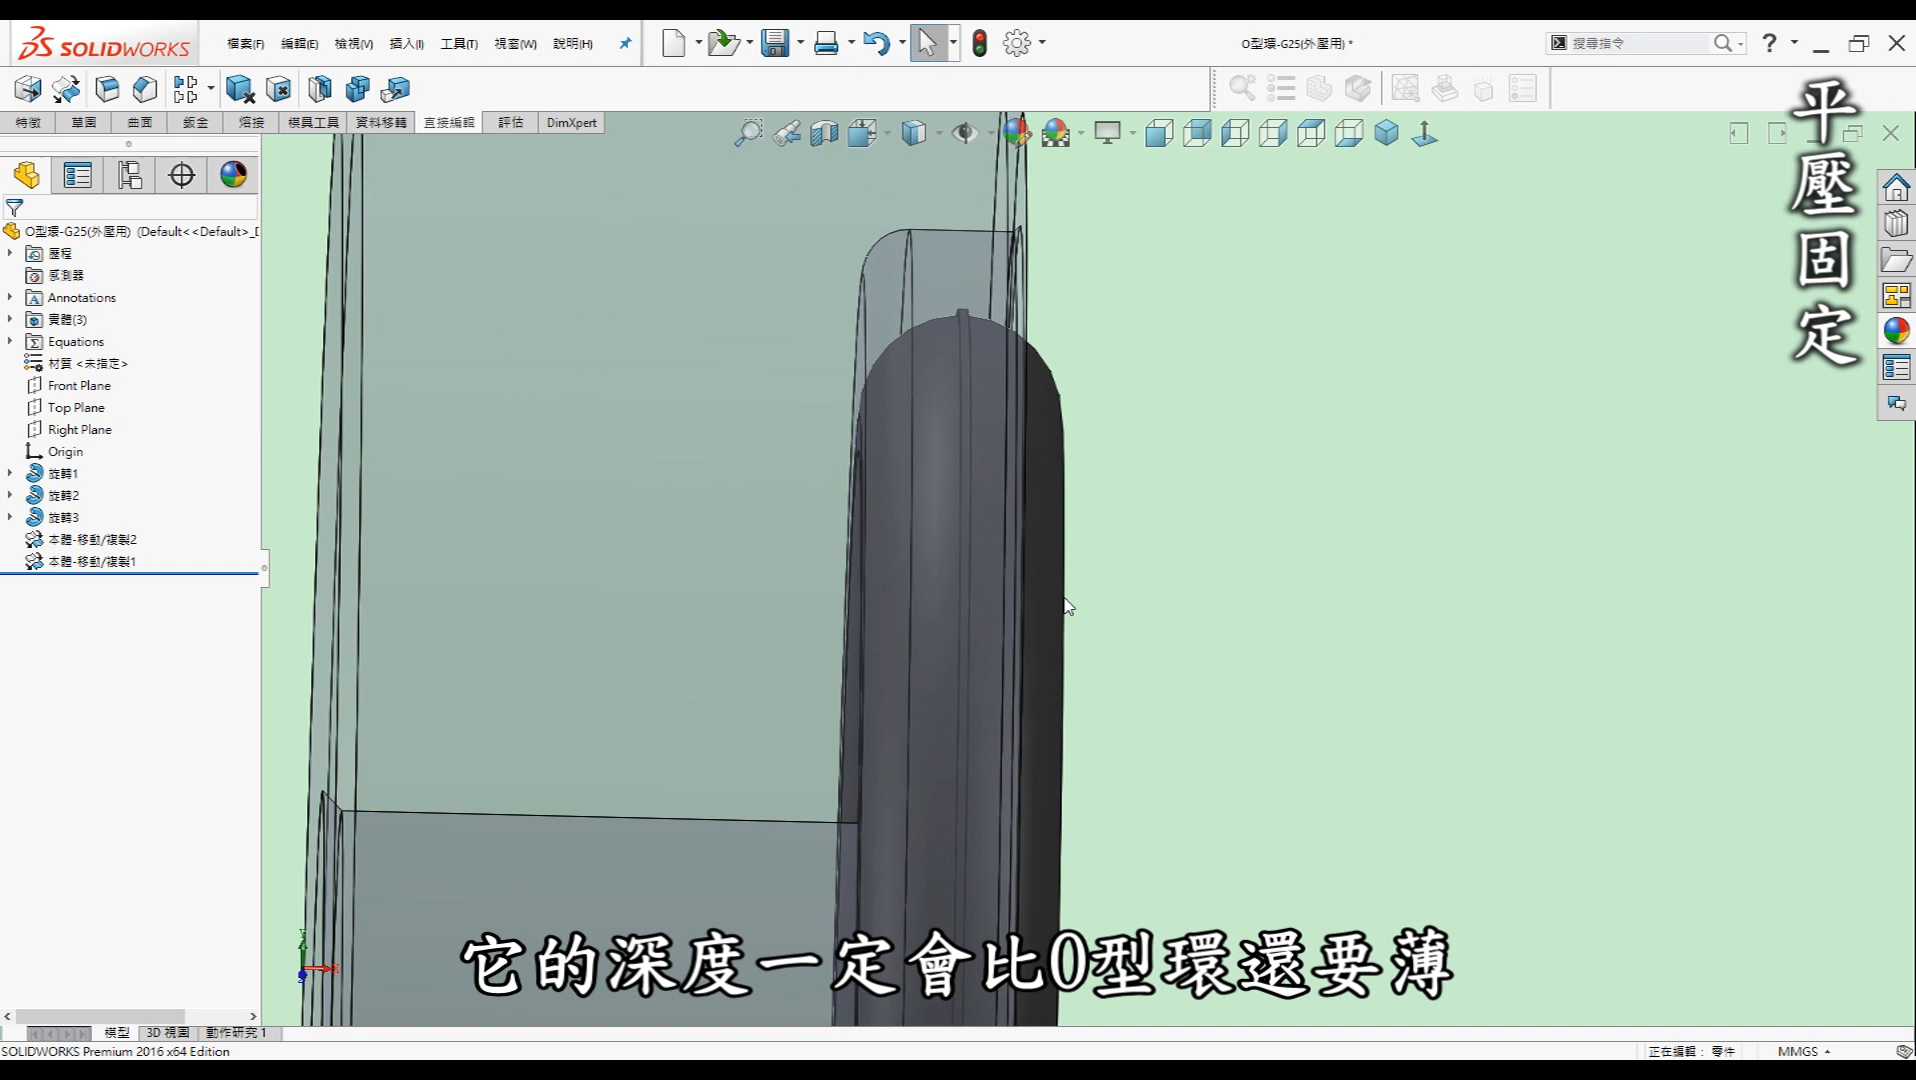 SOLIDWORKS
檔案(F) 編輯(E) 檢視(V) 插入(I) 工具(T) 視窗(W) 說明(H)
O型環-G25(外壓用) *
搜尋指令
特徵 草圖 曲面 鈑金 熔接 模具工具 資料移轉 直接編輯 評估 DimXpert
O型環-G25(外壓用) (Default<<Default>_D
歷程
感測器
Annotations
實體(3)
Equations
材質 <未指定>
Front Plane
Top Plane
Right Plane
Origin
旋轉1
旋轉2
旋轉3
本體-移動/複製2
本體-移動/複製1
平壓固定
它的深度一定會比O型環還要薄
模型 3D 視圖 動作研究 1
SOLIDWORKS Premium 2016 x64 Edition
正在編輯： 零件
MMGS